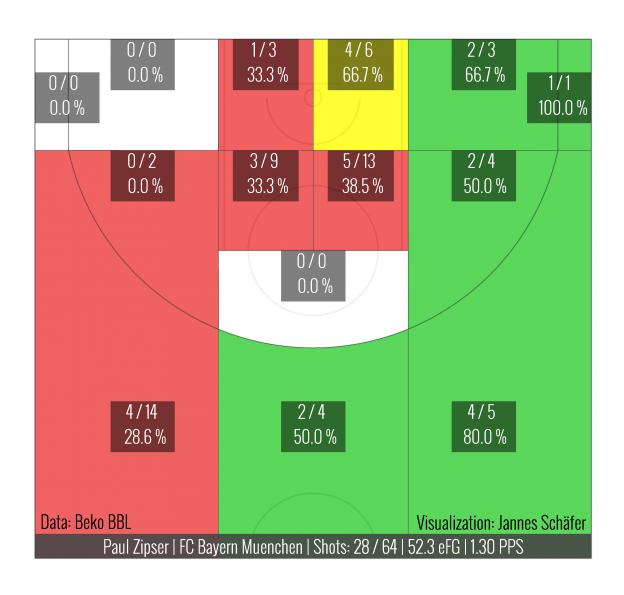 0 / 0
0.0 %
1 / 3
33.3 %
4 / 6
66.7 %
2 / 3
66.7 %
0 / 0
0.0 %
1 / 1
100.0 %
0 / 2
0.0 %
3 / 9
33.3 %
5 / 13
38.5 %
2 / 4
50.0 %
0 / 0
0.0 %
4 / 14
28.6 %
2 / 4
50.0 %
4 / 5
80.0 %
Data: Beko BBL
Visualization: Jannes Schäfer
Paul Zipser | FC Bayern Muenchen | Shots: 28 / 64 | 52.3 eFG | 1.30 PPS